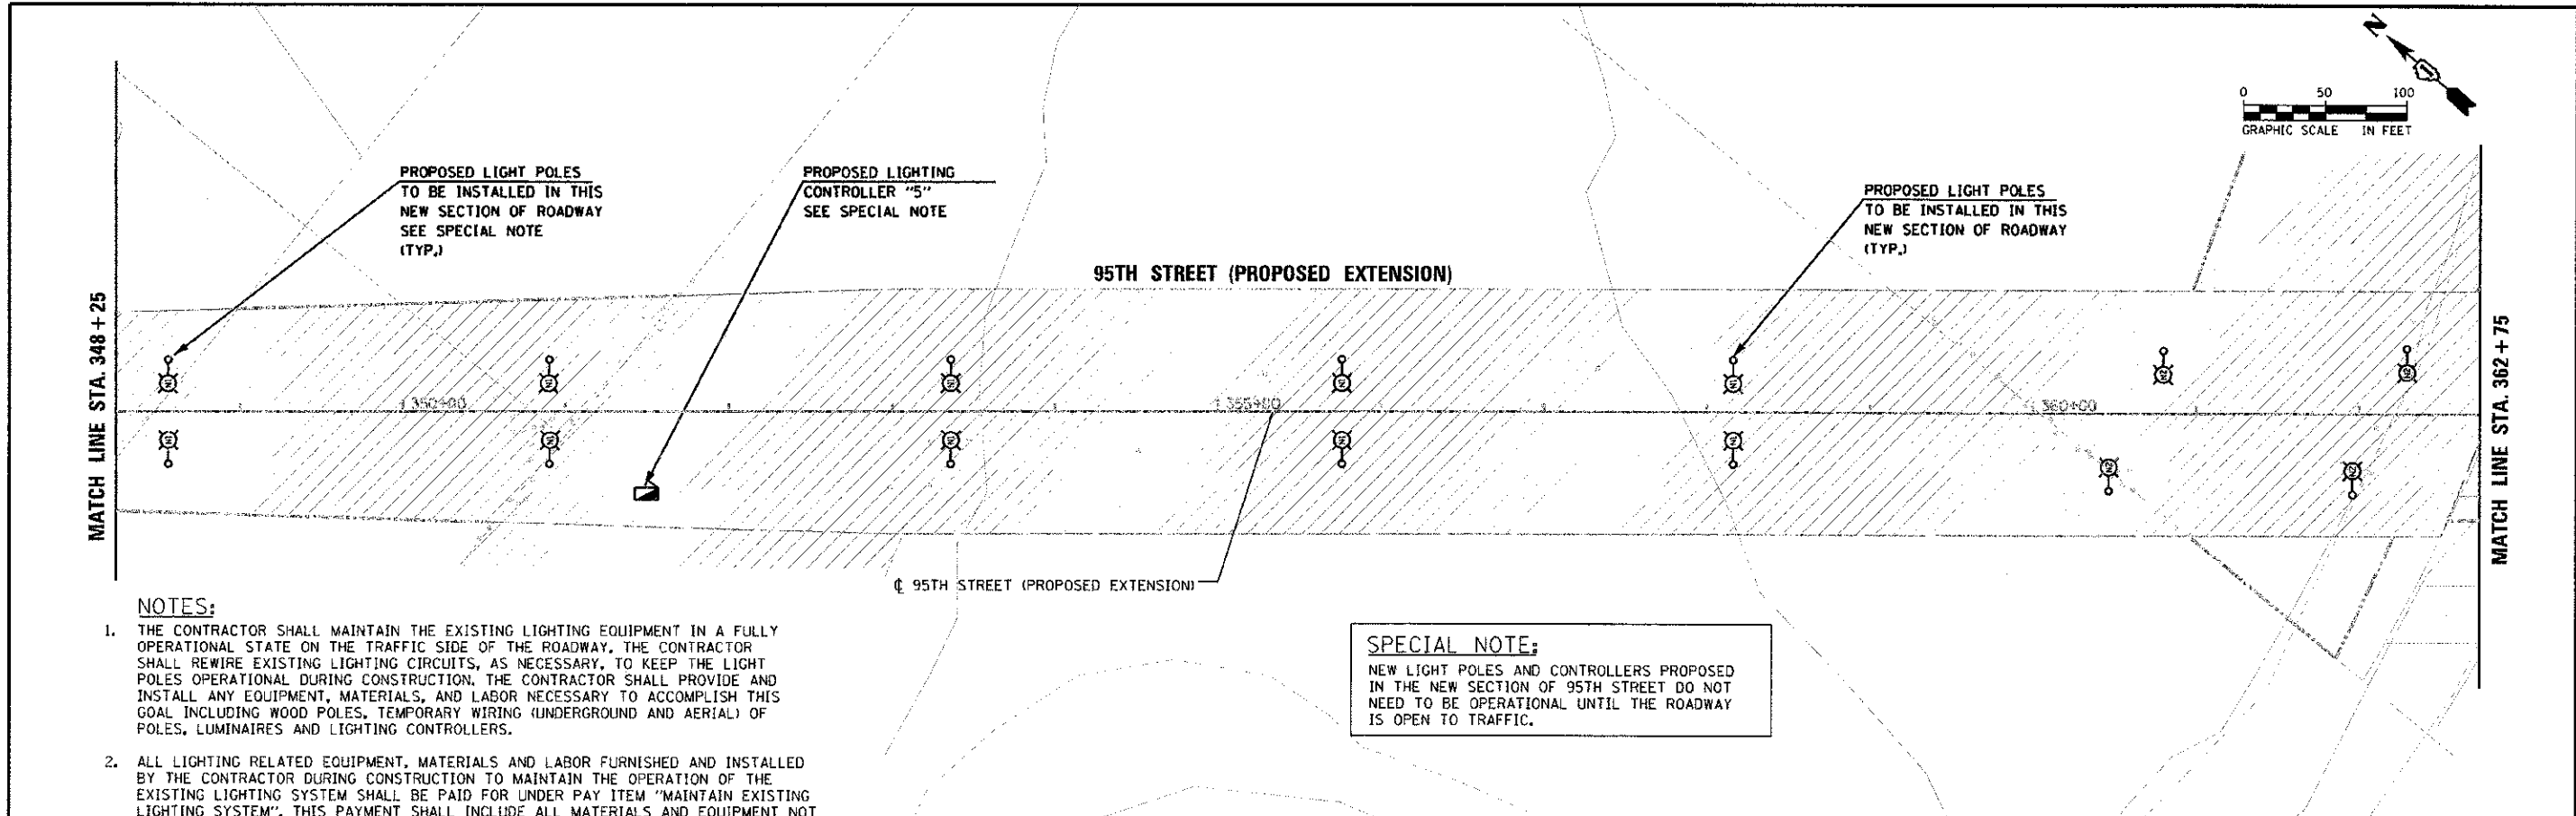 N
0 50 100
GRAPHIC SCALE IN FEET
PROPOSED LIGHT POLES
TO BE INSTALLED IN THIS
NEW SECTION OF ROADWAY
SEE SPECIAL NOTE
(TYP.)
PROPOSED LIGHTING
CONTROLLER "5"
SEE SPECIAL NOTE
PROPOSED LIGHT POLES
TO BE INSTALLED IN THIS
NEW SECTION OF ROADWAY
(TYP.)
95TH STREET (PROPOSED EXTENSION)
MATCH LINE STA. 348+25
350+00
355+00
360+00
MATCH LINE STA. 362+75
℄ 95TH STREET (PROPOSED EXTENSION)
NOTES:
1. THE CONTRACTOR SHALL MAINTAIN THE EXISTING LIGHTING EQUIPMENT IN A FULLY
OPERATIONAL STATE ON THE TRAFFIC SIDE OF THE ROADWAY. THE CONTRACTOR
SHALL REWIRE EXISTING LIGHTING CIRCUITS, AS NECESSARY, TO KEEP THE LIGHT
POLES OPERATIONAL DURING CONSTRUCTION. THE CONTRACTOR SHALL PROVIDE AND
INSTALL ANY EQUIPMENT, MATERIALS, AND LABOR NECESSARY TO ACCOMPLISH THIS
GOAL INCLUDING WOOD POLES, TEMPORARY WIRING (UNDERGROUND AND AERIAL) OF
POLES, LUMINAIRES AND LIGHTING CONTROLLERS.
2. ALL LIGHTING RELATED EQUIPMENT, MATERIALS AND LABOR FURNISHED AND INSTALLED
BY THE CONTRACTOR DURING CONSTRUCTION TO MAINTAIN THE OPERATION OF THE
EXISTING LIGHTING SYSTEM SHALL BE PAID FOR UNDER PAY ITEM "MAINTAIN EXISTING
LIGHTING SYSTEM". THIS PAYMENT SHALL INCLUDE ALL MATERIALS AND EQUIPMENT NOT
SPECIAL NOTE:
NEW LIGHT POLES AND CONTROLLERS PROPOSED
IN THE NEW SECTION OF 95TH STREET DO NOT
NEED TO BE OPERATIONAL UNTIL THE ROADWAY
IS OPEN TO TRAFFIC.